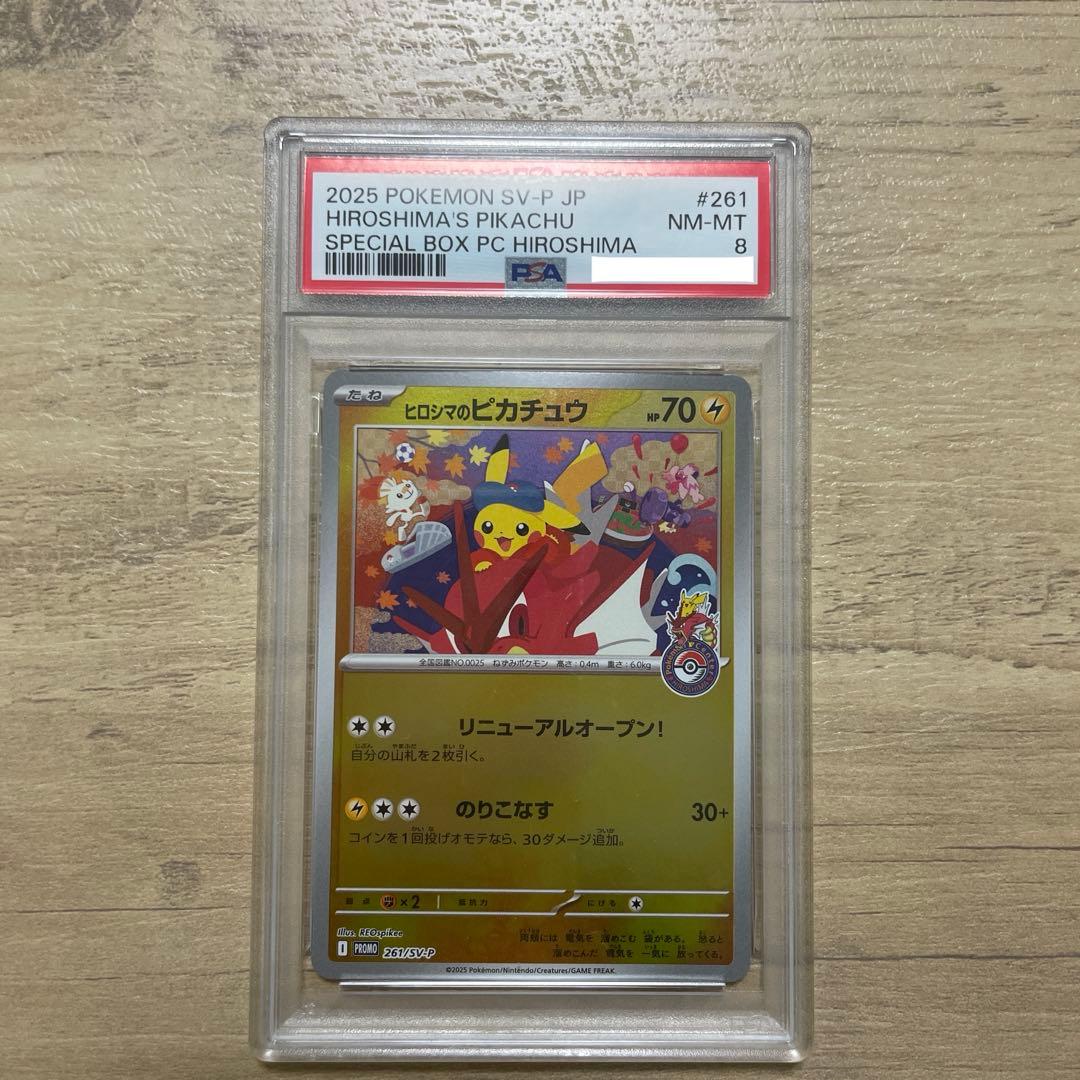 2025 POKEMON SV-P JP
#261
HIROSHIMA'S PIKACHU
NM-MT
SPECIAL BOX PC HIROSHIMA
8
PSA
たね
ヒロシマのピカチュウ
HP 70
Pokémon Center
HIROSHIMA
全国図鑑NO.0025 ねずみポケモン 高さ:0.4m 重さ:6.0kg
リニューアルオープン!
自分の山札を2枚引く。
のりこなす
30+
コインを1回投げオモテなら、30ダメージ追加。
弱点 ×2 抵抗力 にげる
Illus. REOspikee
両頬には 電気を 溜めこむ 袋がある。 怒ると
I PROMO 261/SV-P
溜めこんだ 電気を 一気に 放ってくる。
©2025 Pokémon/Nintendo/Creatures/GAME FREAK.